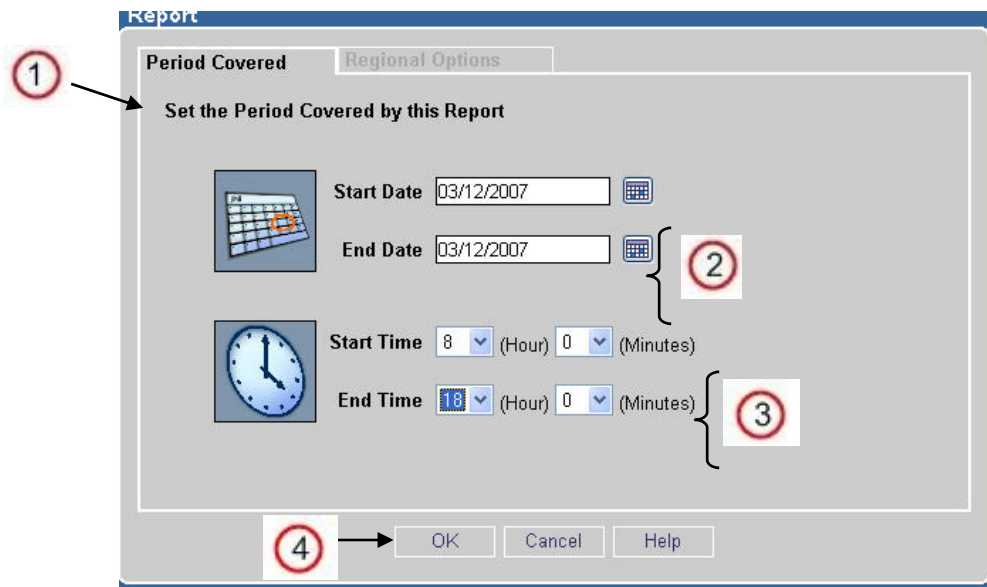 Report
Period Covered
Regional Options
1
Set the Period Covered by this Report
Start Date 03/12/2007
End Date 03/12/2007
2
Start Time 8 (Hour) 0 (Minutes)
End Time 18 (Hour) 0 (Minutes)
3
4
OK Cancel Help